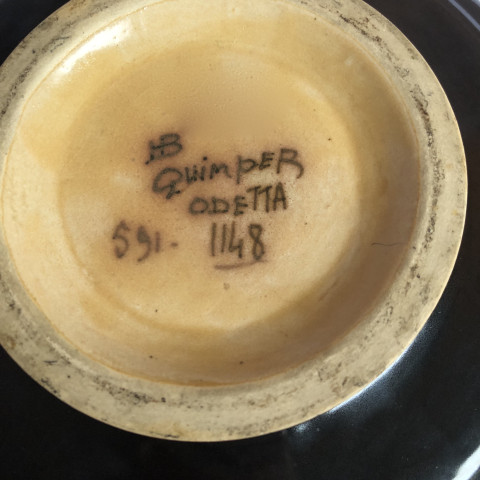 HB
QuimpER
ODETTA
591- 1148